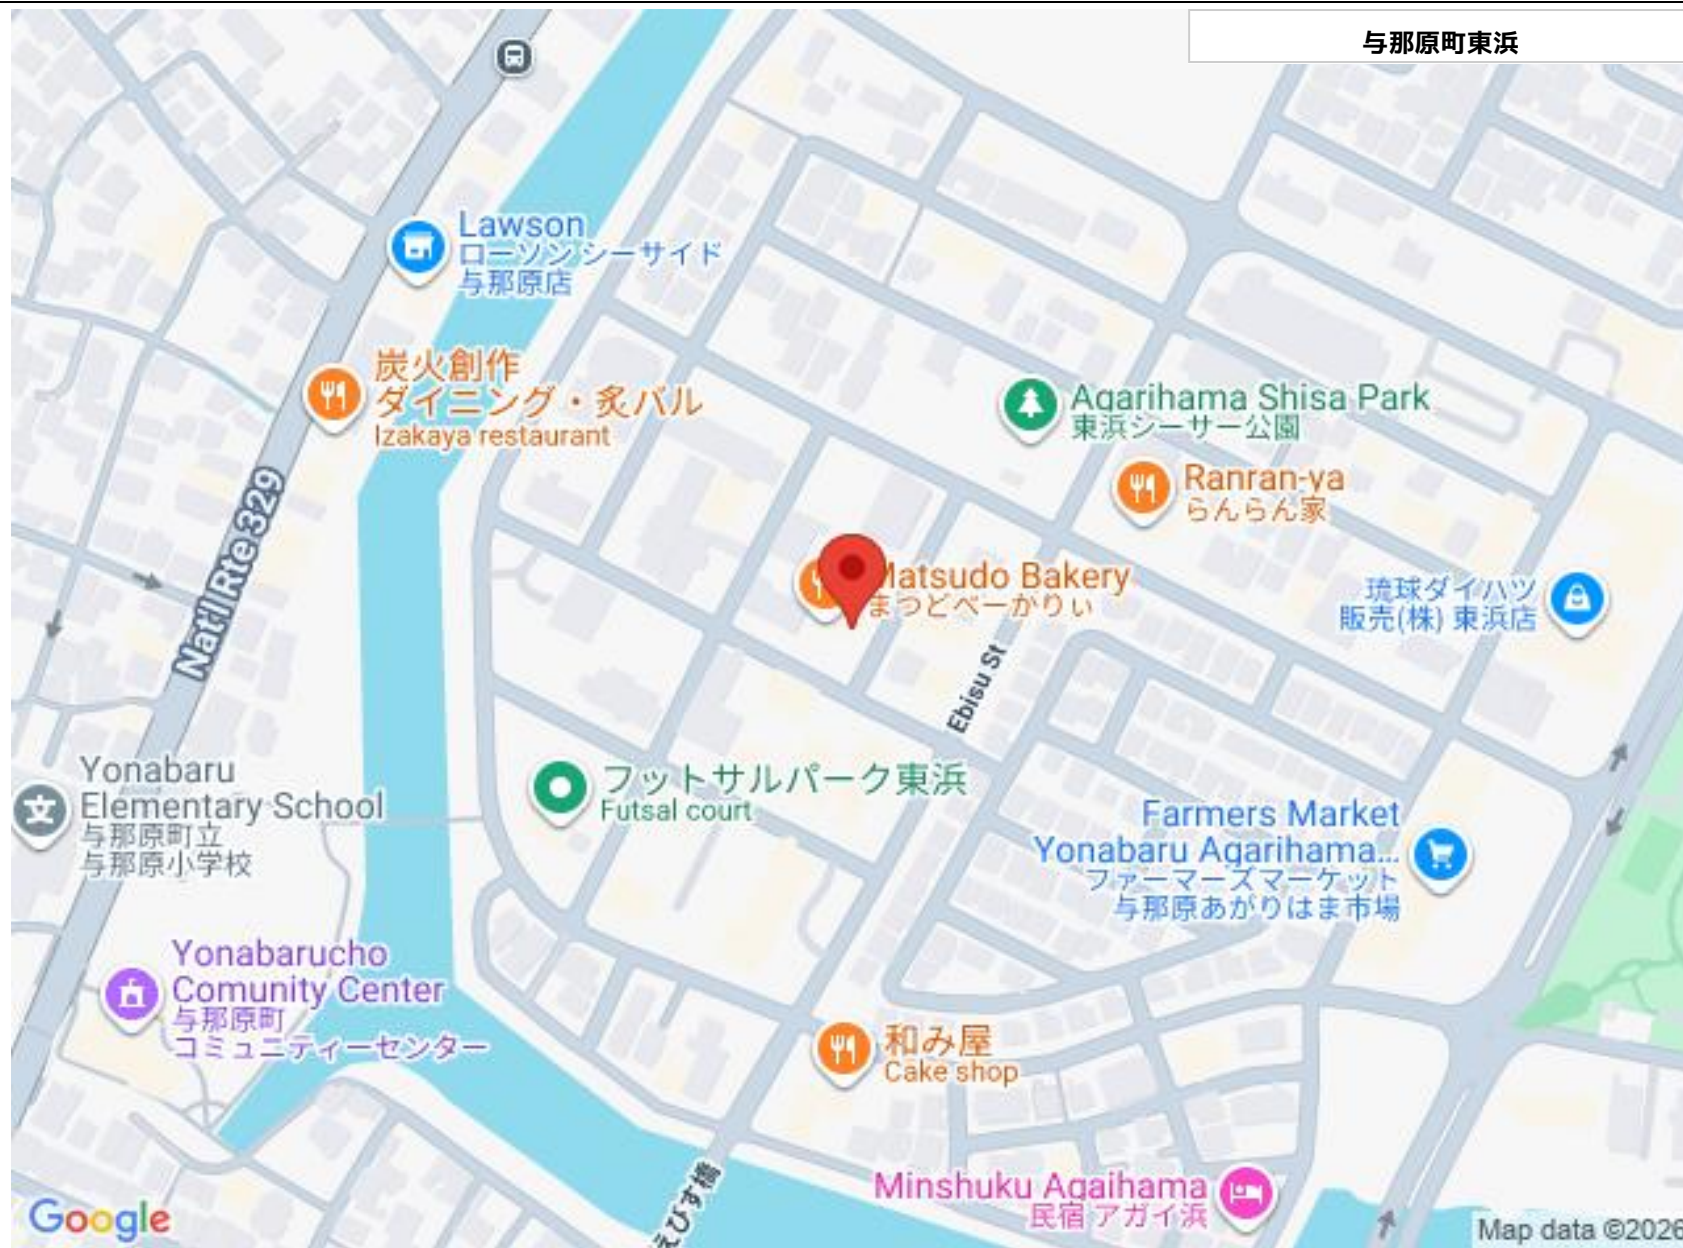 与那原町東浜
Lawson
ローソン シーサイド
与那原店
炭火創作
ダイニング・炙バル
Izakaya restaurant
Nat'l Rte 329
Agarihama Shisa Park
東浜シーサー公園
Ranran-ya
らんらん家
Matsudo Bakery
まつどべーかりぃ
琉球ダイハツ
販売(株) 東浜店
Ebisu St
Yonabaru
Elementary School
与那原町立
与那原小学校
フットサルパーク東浜
Futsal court
Farmers Market
Yonabaru Agarihama...
ファーマーズマーケット
与那原あがりはま市場
Yonabarucho
Comunity Center
与那原町
コミュニティーセンター
和み屋
Cake shop
えびす橋
Minshuku Agaihama
民宿 アガイ浜
Google
Map data ©2026